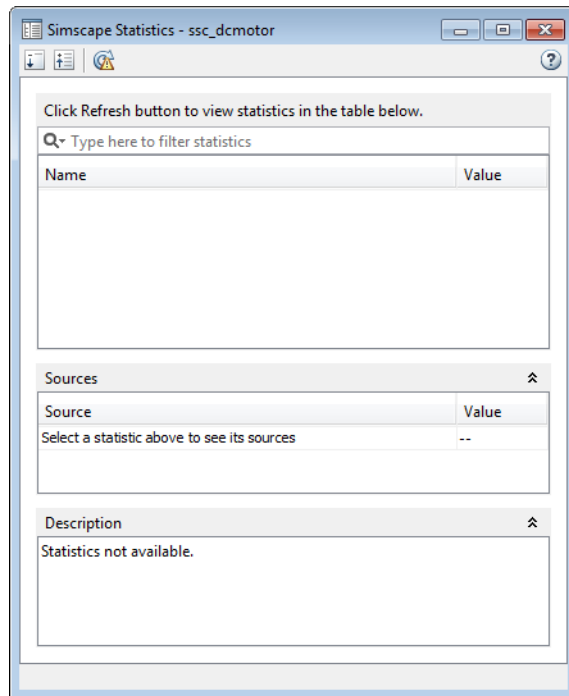 Simscape Statistics - ssc_dcmotor
Click Refresh button to view statistics in the table below.
Type here to filter statistics
Name Value
Sources
Source Value
Select a statistic above to see its sources --
Description
Statistics not available.